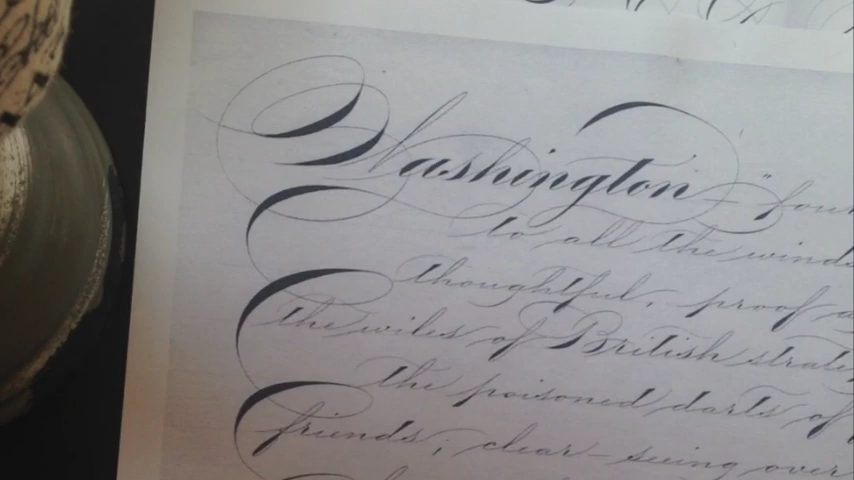 Washington – "four
to all the winds
thoughtful, proof a
the wiles of British strate
the poisoned darts of
friends; clear-seeing over